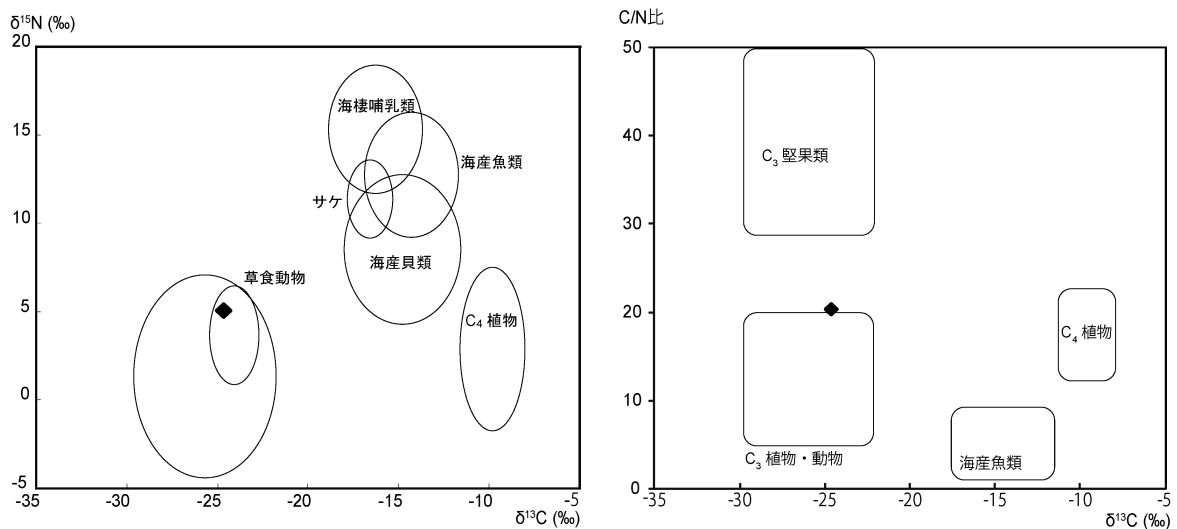 δ¹⁵N (‰)
20
15
10
5
0
-5
-35
-30
-25
-20
-15
-10
-5
δ¹³C (‰)
海棲哺乳類
海産魚類
サケ
海産貝類
草食動物
C₄ 植物
C/N比
50
40
30
20
10
0
-35
-30
-25
-20
-15
-10
-5
δ¹³C (‰)
C₃ 堅果類
C₄ 植物
C₃ 植物・動物
海産魚類